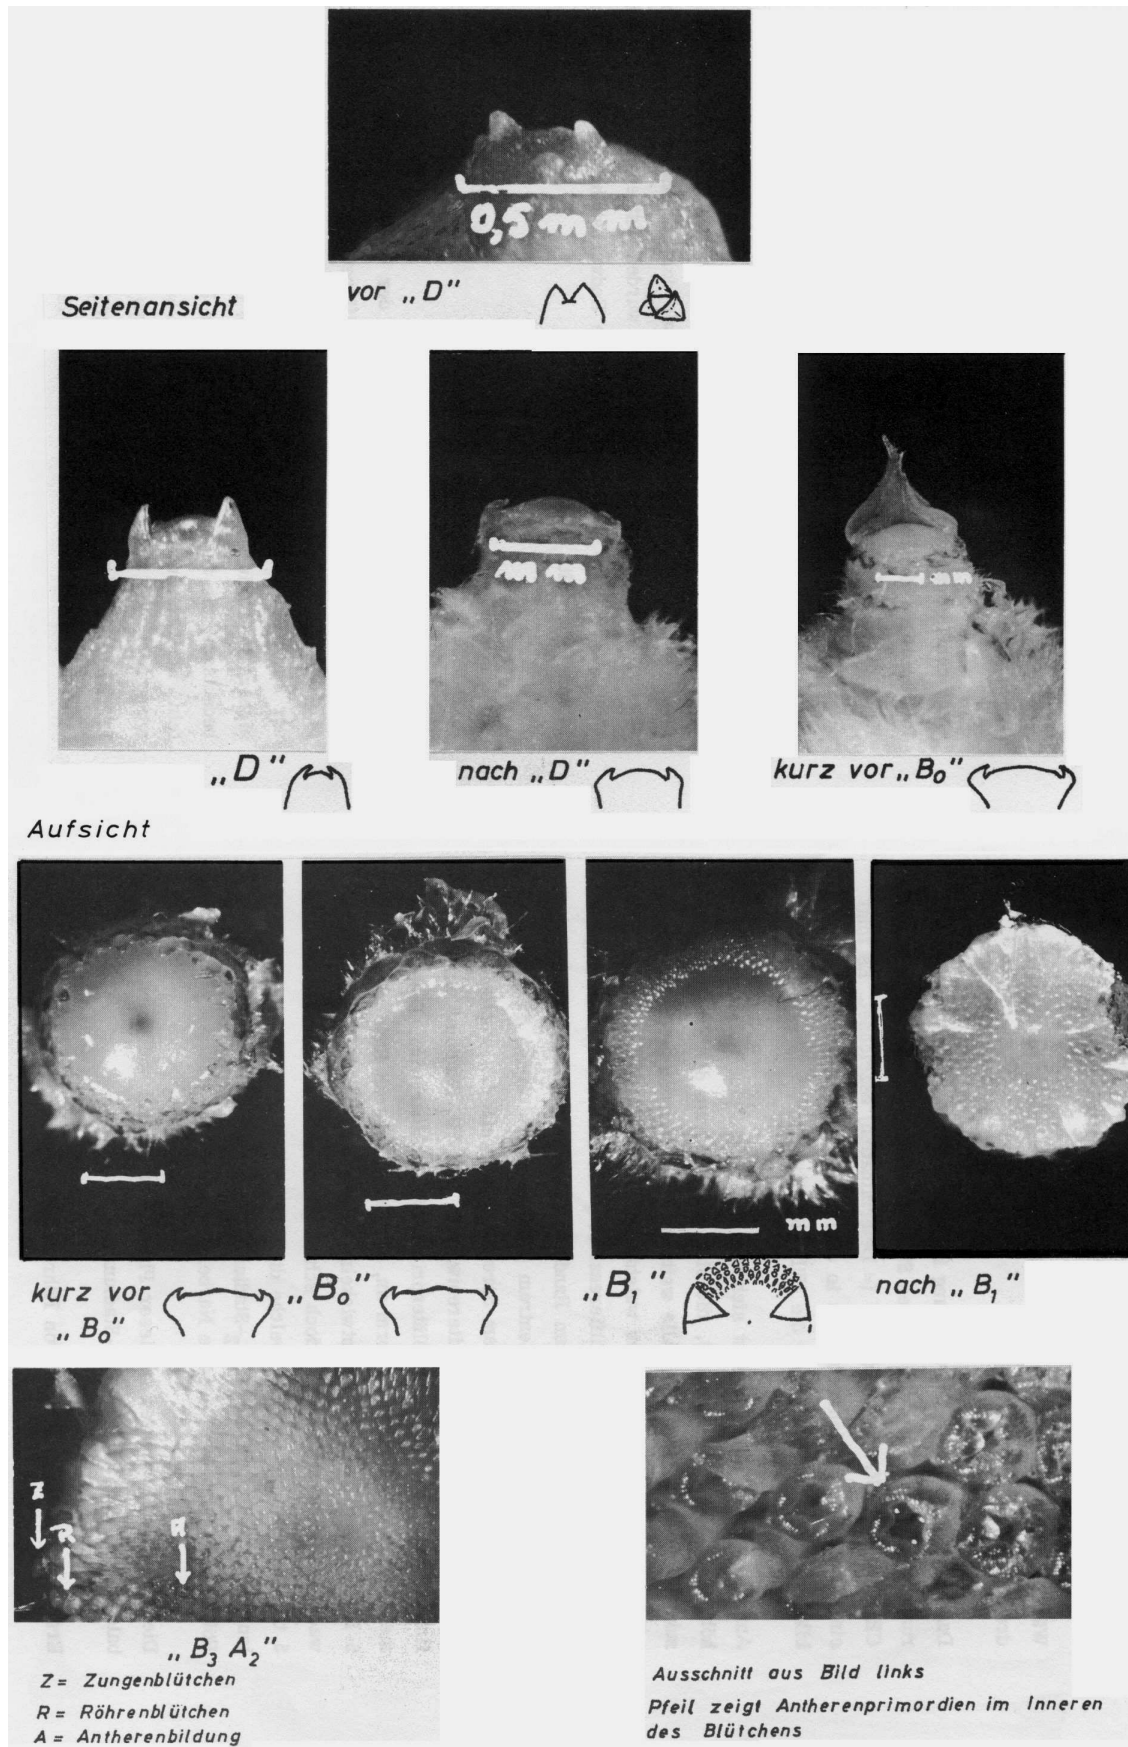 0,5 mm
vor „D"
Seitenansicht
mm
mm
„D"
nach „D"
kurz vor „B₀"
Aufsicht
mm
kurz vor
„B₀"
„B₀"
„B₁"
nach „B₁"
Z
R
A
„B₃ A₂"
Z = Zungenblütchen
R = Röhrenblütchen
A = Antherenbildung
Ausschnitt aus Bild links
Pfeil zeigt Antherenprimordien im Inneren
des Blütchens